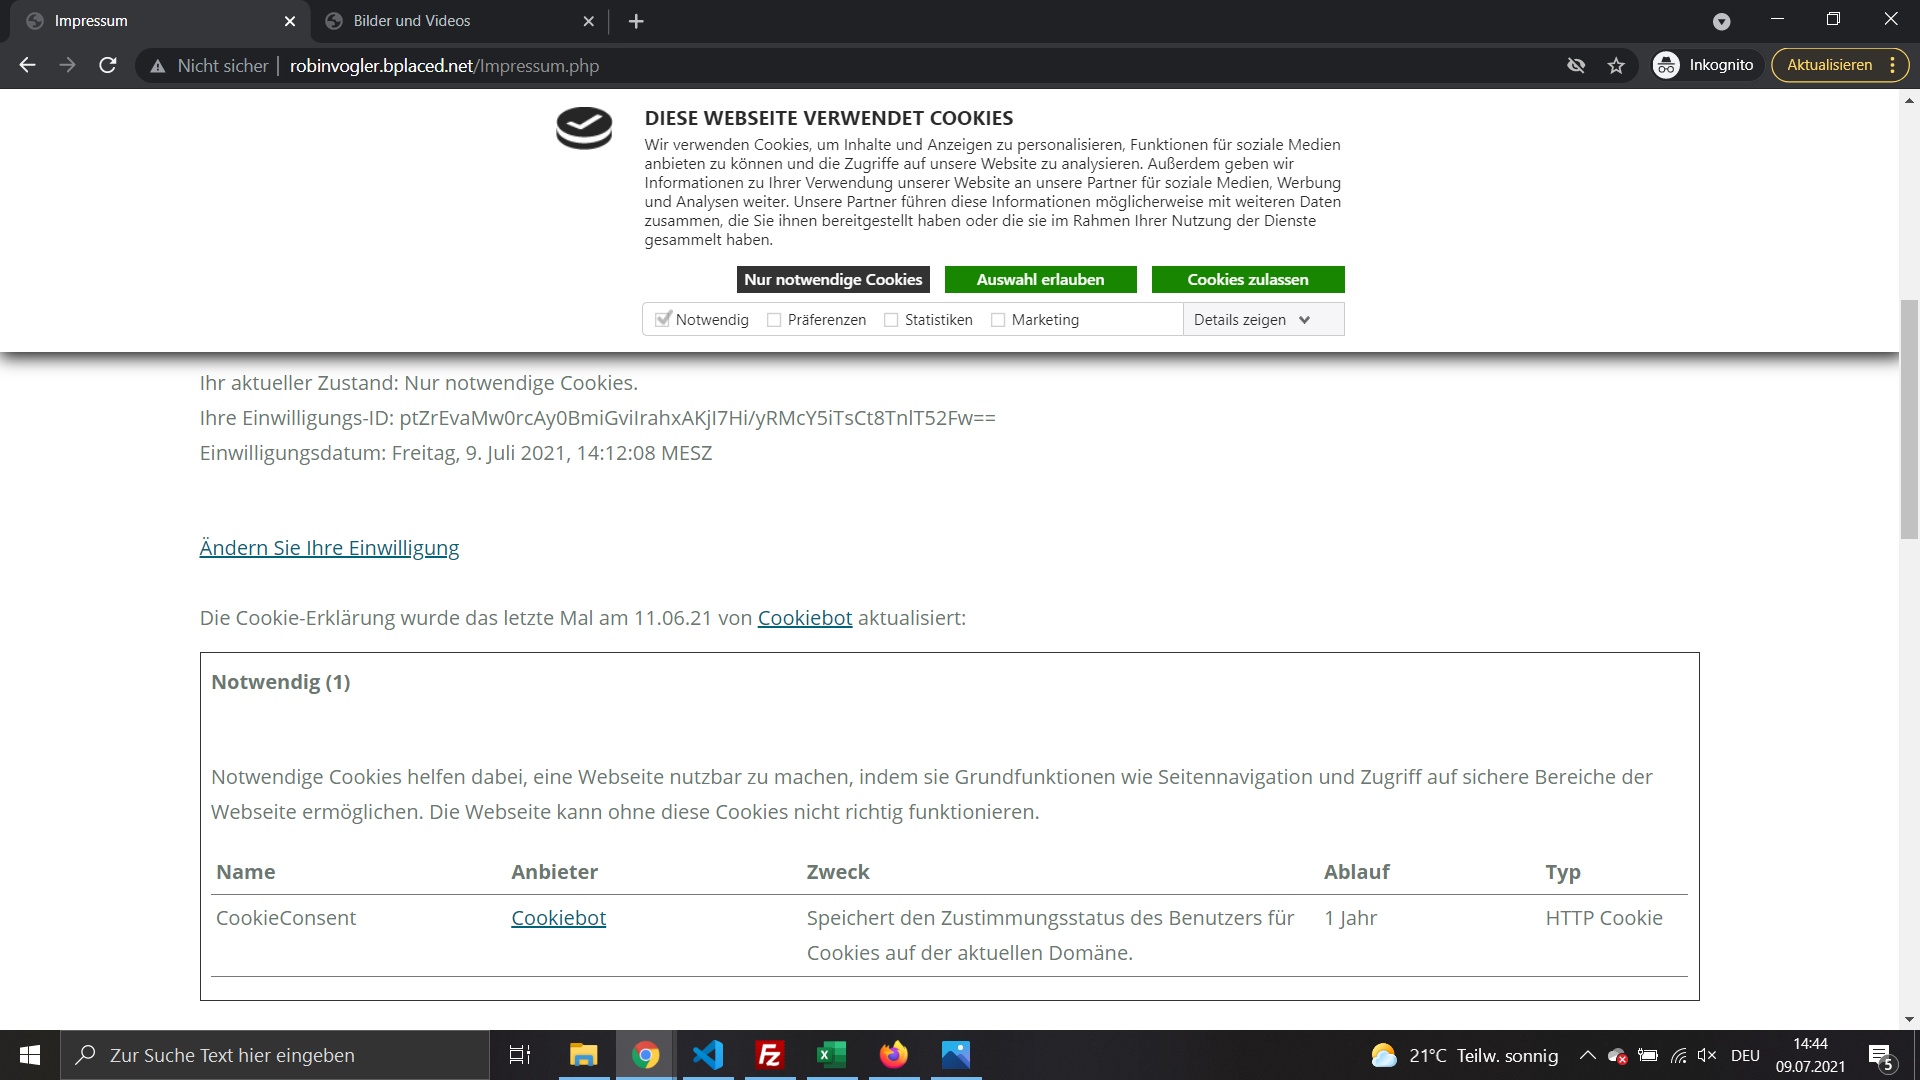 Impressum
Bilder und Videos
Nicht sicher
robinvogler.bplaced.net/Impressum.php
Inkognito
Aktualisieren
DIESE WEBSEITE VERWENDET COOKIES
Wir verwenden Cookies, um Inhalte und Anzeigen zu personalisieren, Funktionen für soziale Medien
anbieten zu können und die Zugriffe auf unsere Website zu analysieren. Außerdem geben wir
Informationen zu Ihrer Verwendung unserer Website an unsere Partner für soziale Medien, Werbung
und Analysen weiter. Unsere Partner führen diese Informationen möglicherweise mit weiteren Daten
zusammen, die Sie ihnen bereitgestellt haben oder die sie im Rahmen Ihrer Nutzung der Dienste
gesammelt haben.
Nur notwendige Cookies
Auswahl erlauben
Cookies zulassen
Notwendig
Präferenzen
Statistiken
Marketing
Details zeigen
Ihr aktueller Zustand: Nur notwendige Cookies.
Ihre Einwilligungs-ID: ptZrEvaMw0rcAy0BmiGviIrahxAKjI7Hi/yRMcY5iTsCt8TnlT52Fw==
Einwilligungsdatum: Freitag, 9. Juli 2021, 14:12:08 MESZ
Ändern Sie Ihre Einwilligung
Die Cookie-Erklärung wurde das letzte Mal am 11.06.21 von Cookiebot aktualisiert:
Notwendig (1)
Notwendige Cookies helfen dabei, eine Webseite nutzbar zu machen, indem sie Grundfunktionen wie Seitennavigation und Zugriff auf sichere Bereiche der
Webseite ermöglichen. Die Webseite kann ohne diese Cookies nicht richtig funktionieren.
Name Anbieter Zweck Ablauf Typ
CookieConsent Cookiebot Speichert den Zustimmungsstatus des Benutzers für 1 Jahr HTTP Cookie
Cookies auf der aktuellen Domäne.
Zur Suche Text hier eingeben
21°C Teilw. sonnig
DEU
14:44
09.07.2021
5